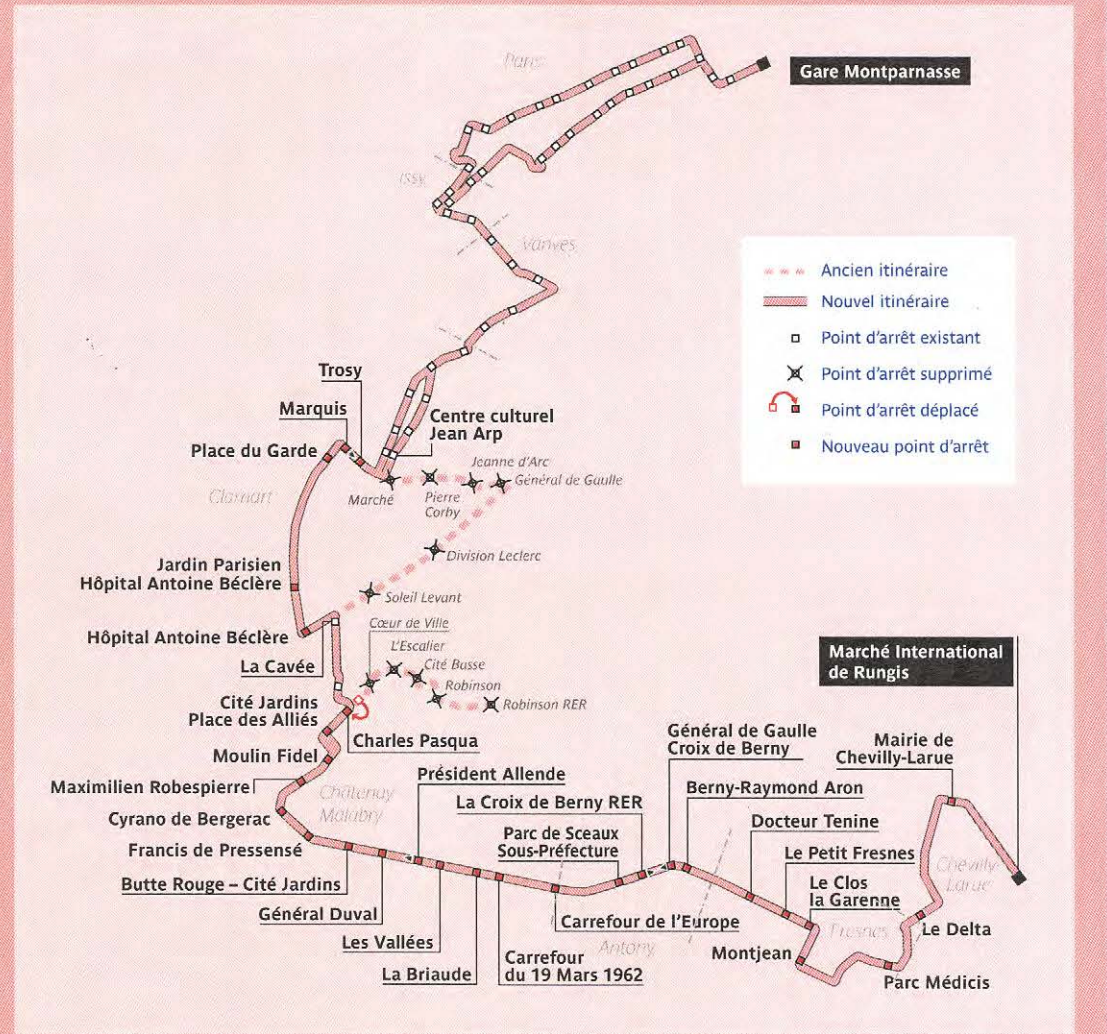 Paris
Gare Montparnasse
Issy
Vanves
Ancien itinéraire
Nouvel itinéraire
Point d'arrêt existant
Point d'arrêt supprimé
Point d'arrêt déplacé
Nouveau point d'arrêt
Trosy
Marquis
Place du Garde
Centre culturel
Jean Arp
Jeanne d'Arc
Général de Gaulle
Marché
Pierre
Corby
Clamart
Division Leclerc
Jardin Parisien
Hôpital Antoine Béclère
Soleil Levant
Hôpital Antoine Béclère
La Cavée
Cœur de Ville
L'Escalier
Cité Basse
Robinson
Robinson RER
Cité Jardins
Place des Alliés
Charles Pasqua
Moulin Fidel
Maximilien Robespierre
Châtenay
Malabry
Cyrano de Bergerac
Francis de Pressensé
Butte Rouge – Cité Jardins
Général Duval
Les Vallées
La Briaude
Président Allende
La Croix de Berny RER
Parc de Sceaux
Sous-Préfecture
Carrefour
du 19 Mars 1962
Carrefour de l'Europe
Antony
Général de Gaulle
Croix de Berny
Berny-Raymond Aron
Docteur Tenine
Le Petit Fresnes
Le Clos
la Garenne
Montjean
Fresnes
Parc Médicis
Le Delta
Chevilly-
Larue
Mairie de
Chevilly-Larue
Marché International
de Rungis